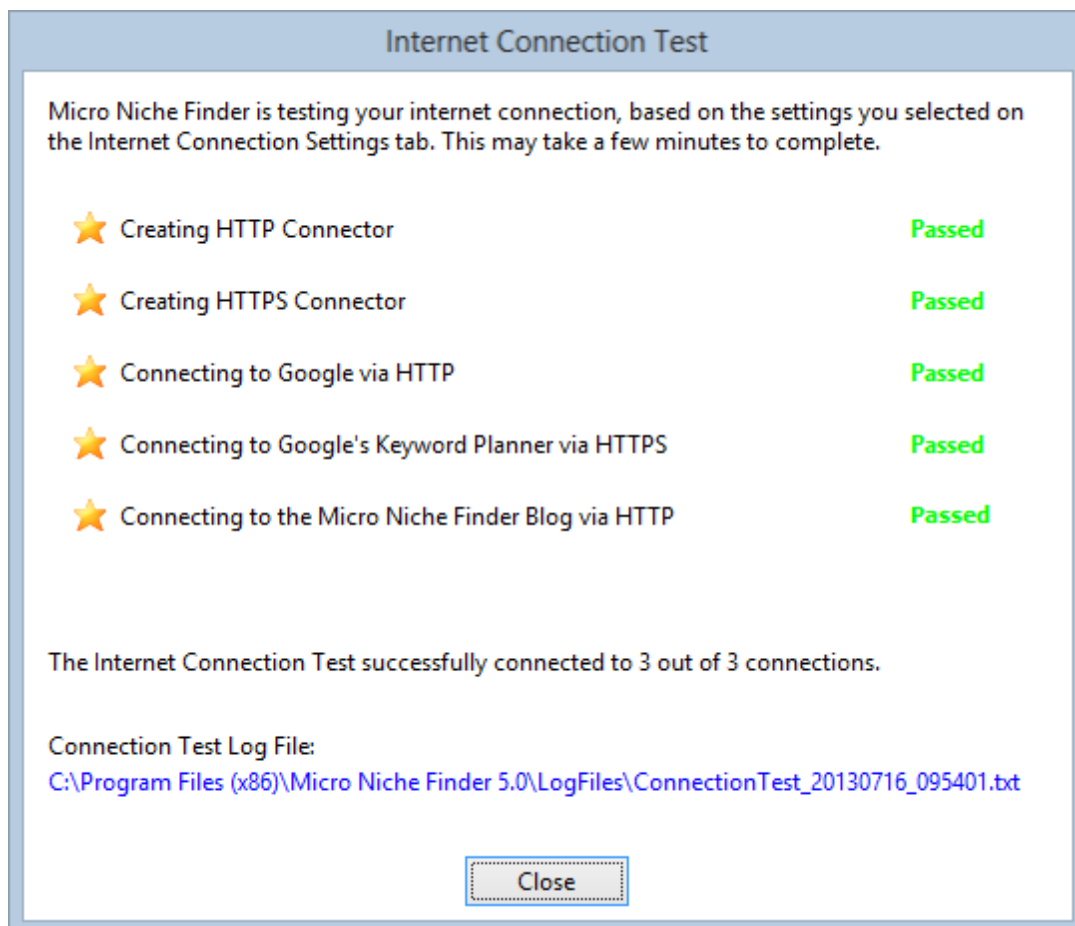 Internet Connection Test
Micro Niche Finder is testing your internet connection, based on the settings you selected on
the Internet Connection Settings tab. This may take a few minutes to complete.
Creating HTTP Connector Passed
Creating HTTPS Connector Passed
Connecting to Google via HTTP Passed
Connecting to Google's Keyword Planner via HTTPS Passed
Connecting to the Micro Niche Finder Blog via HTTP Passed
The Internet Connection Test successfully connected to 3 out of 3 connections.
Connection Test Log File:
C:\Program Files (x86)\Micro Niche Finder 5.0\LogFiles\ConnectionTest_20130716_095401.txt
Close